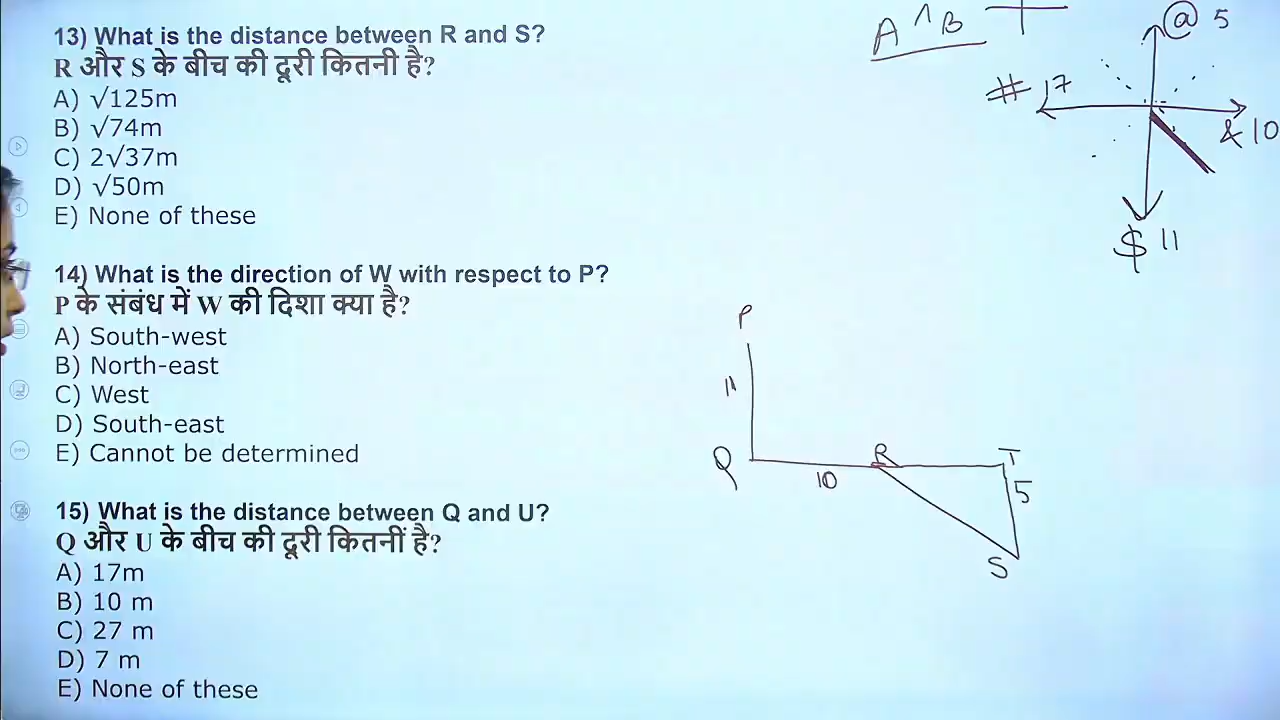 13) What is the distance between R and S?
R और S के बीच की दूरी कितनी है?
A) √125m
B) √74m
C) 2√37m
D) √50m
E) None of these
14) What is the direction of W with respect to P?
P के संबंध में W की दिशा क्या है?
A) South-west
B) North-east
C) West
D) South-east
E) Cannot be determined
15) What is the distance between Q and U?
Q और U के बीच की दूरी कितनीं है?
A) 17m
B) 10 m
C) 27 m
D) 7 m
E) None of these
A ^ B
@ 5
# 17
& 10
$ 11
P
11
Q
10
R
T
5
S